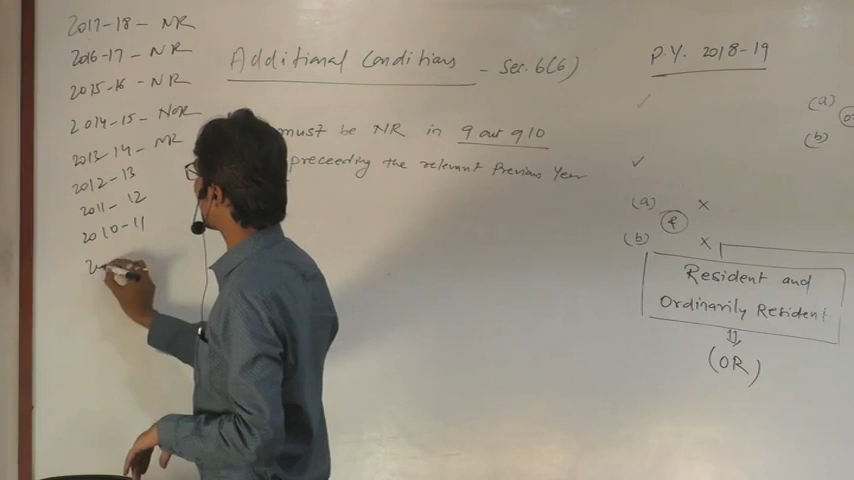 2017-18 - NR
2016-17 - NR
2015-16 - NR
2014-15 - NOR
2013-14 - NR
2012-13
2011-12
2010-11
2
Additional Conditions - Sec. 6(6)
must be NR in 9 out of 10
preceeding the relevant Previous Year
P.Y. 2018-19
(a)
&
(b)
Resident and
Ordinarily Resident
(OR)
(a)
(b)